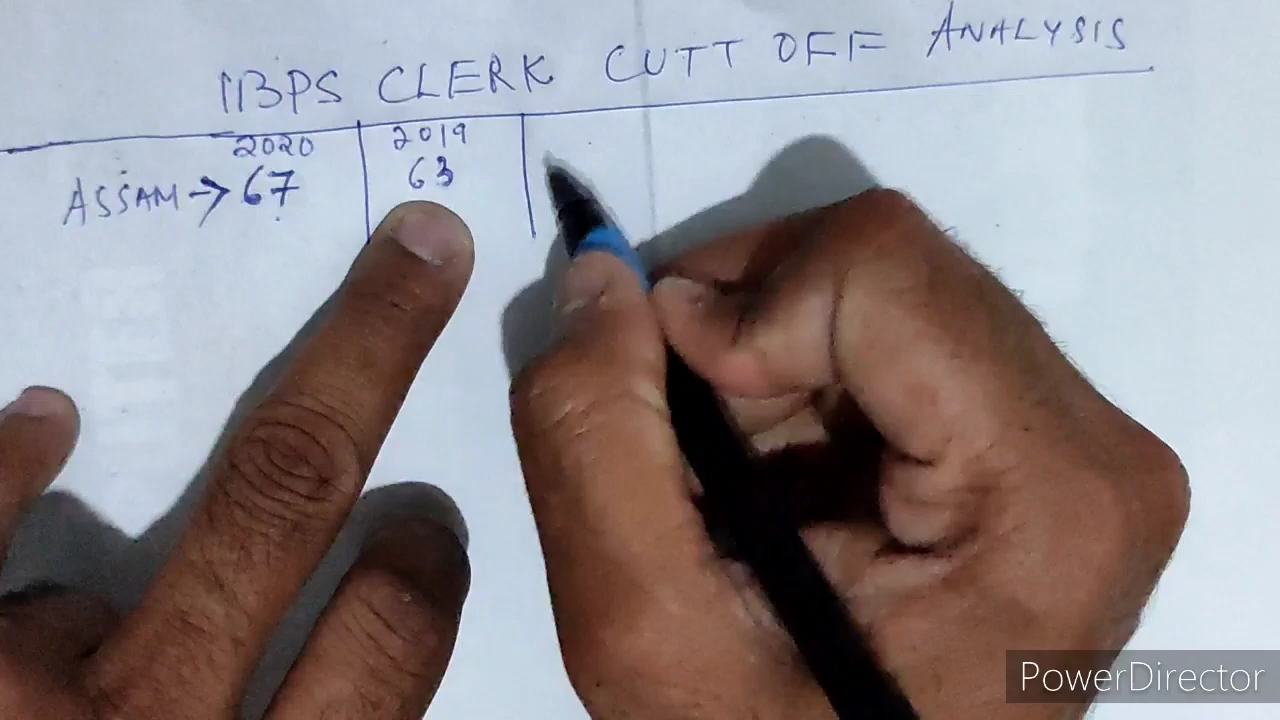 IBPS CLERK CUTT OFF ANALYSIS
2020 2019
ASSAM → 67 63
PowerDirector